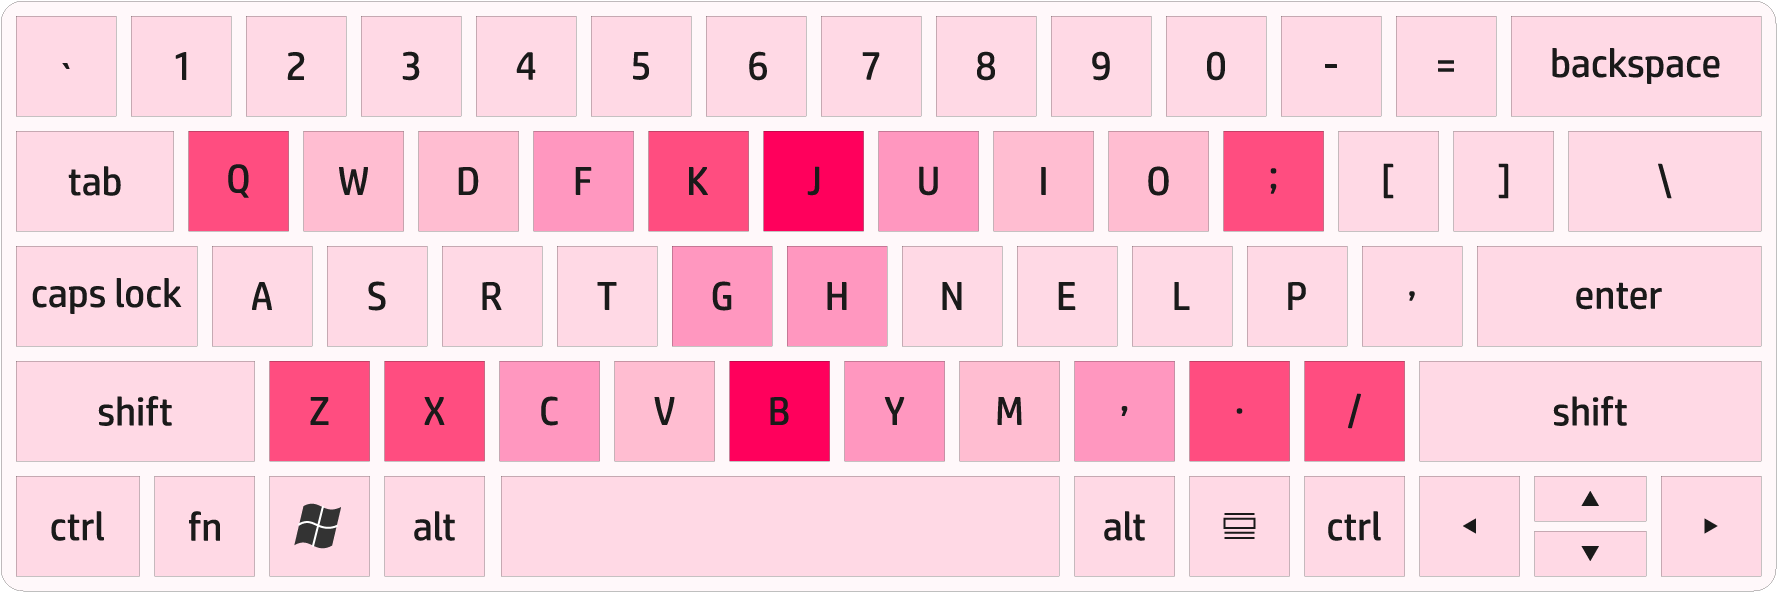 ` 1 2 3 4 5 6 7 8 9 0 - = backspace
tab Q W D F K J U I O ; [ ] \
caps lock A S R T G H N E L P ’ enter
shift Z X C V B Y M , . / shift
ctrl fn alt alt ctrl